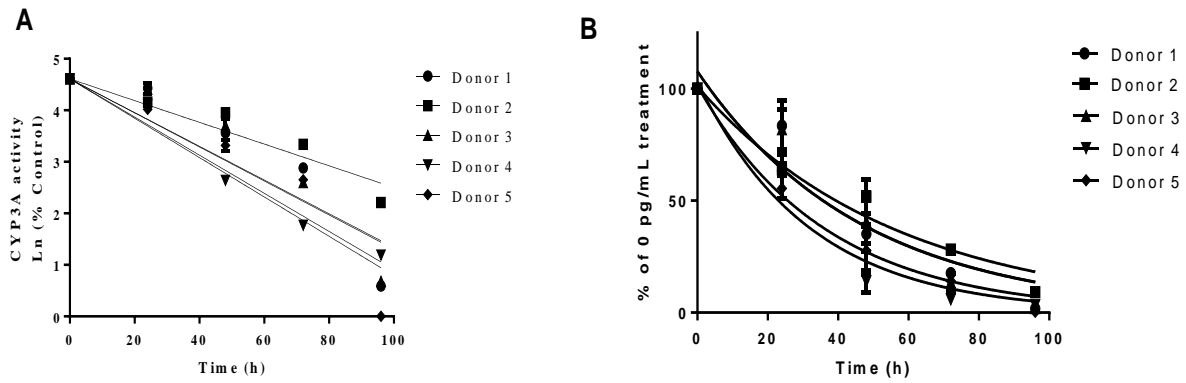 A
CYP3A activity
Ln (% Control)
5
4
3
2
1
0
0 20 40 60 80 100
Time (h)
Donor 1
Donor 2
Donor 3
Donor 4
Donor 5
B
% of 0 pg/mL treatment
100
50
0
0 20 40 60 80 100
Time (h)
Donor 1
Donor 2
Donor 3
Donor 4
Donor 5